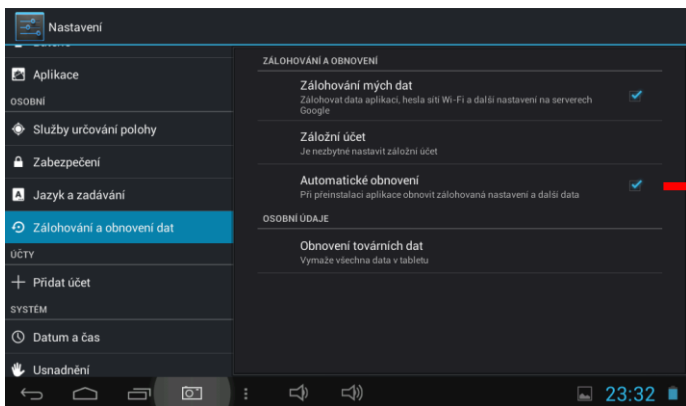 Nastavení
Aplikace
OSOBNÍ
Služby určování polohy
Zabezpečení
Jazyk a zadávání
Zálohování a obnovení dat
ÚČTY
Přidat účet
SYSTÉM
Datum a čas
Usnadnění
ZÁLOHOVÁNÍ A OBNOVENÍ
Zálohování mých dat
Zálohovat data aplikací, hesla sítí Wi-Fi a další nastavení na serverech
Google
Záložní účet
Je nezbytné nastavit záložní účet
Automatické obnovení
Při přeinstalaci aplikace obnovit zálohovaná nastavení a další data
OSOBNÍ ÚDAJE
Obnovení továrních dat
Vymaže všechna data v tabletu
23:32